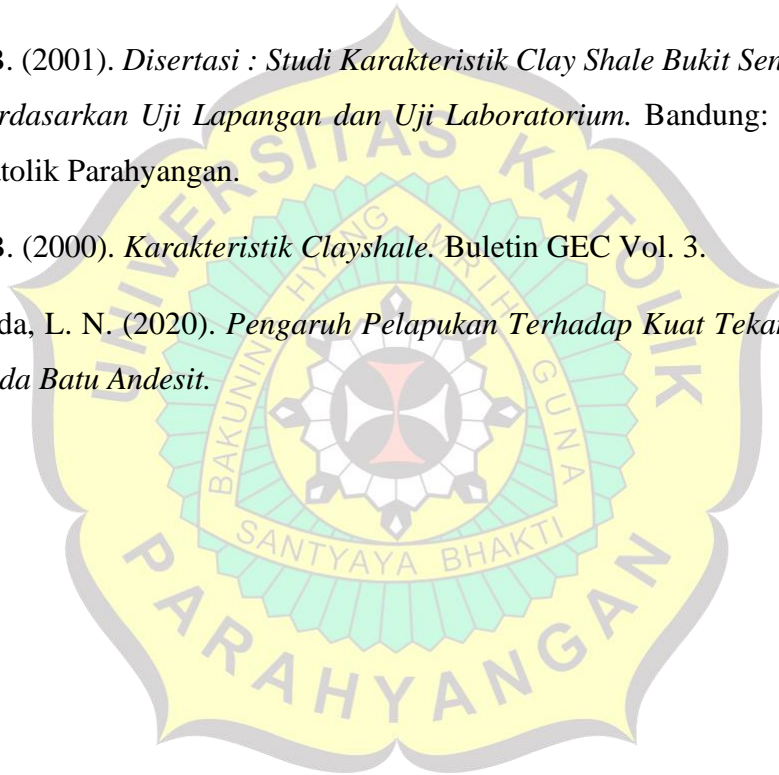 B. (2001). Disertasi : Studi Karakteristik Clay Shale Bukit Sen
rdasarkan Uji Lapangan dan Uji Laboratorium. Bandung:
tolik Parahyangan.
B. (2000). Karakteristik Clayshale. Buletin GEC Vol. 3.
da, L. N. (2020). Pengaruh Pelapukan Terhadap Kuat Tekan
da Batu Andesit.
UNIVERSITAS KATOLIK
PARAHYANGAN
BAKUNING HYANG MRIH GUNA
SANTYAYA BHAKTI